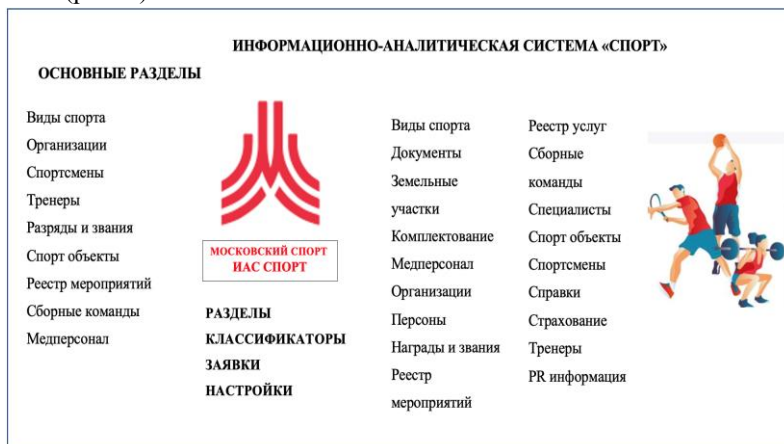 ИНФОРМАЦИОННО-АНАЛИТИЧЕСКАЯ СИСТЕМА «СПОРТ»
ОСНОВНЫЕ РАЗДЕЛЫ
Виды спорта
Организации
Спортсмены
Тренеры
Разряды и звания
Спорт объекты
Реестр мероприятий
Сборные команды
Медперсонал
МОСКОВСКИЙ СПОРТ
ИАС СПОРТ
РАЗДЕЛЫ
КЛАССИФИКАТОРЫ
ЗАЯВКИ
НАСТРОЙКИ
Виды спорта
Документы
Земельные
участки
Комплектование
Медперсонал
Организации
Персоны
Награды и звания
Реестр
мероприятий
Реестр услуг
Сборные
команды
Специалисты
Спорт объекты
Спортсмены
Справки
Страхование
Тренеры
PR информация